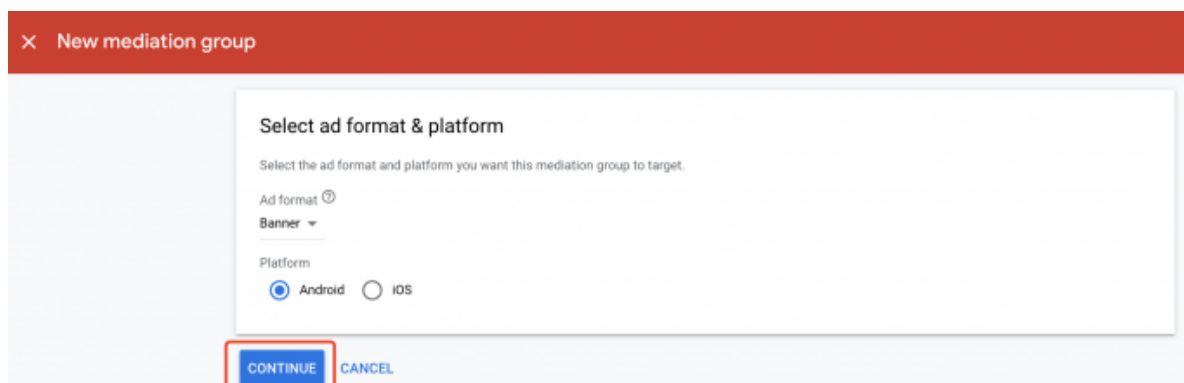 New mediation group
Select ad format & platform
Select the ad format and platform you want this mediation group to target.
Ad format
Banner
Platform
Android iOS
CONTINUE CANCEL